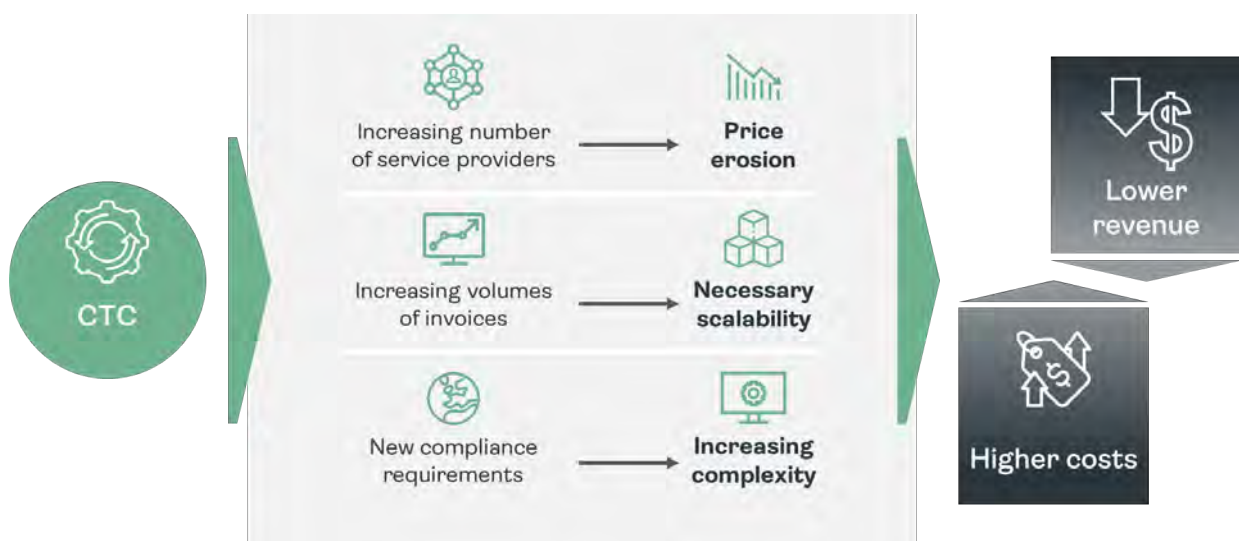 CTC
Increasing number
of service providers
Price
erosion
Increasing volumes
of invoices
Necessary
scalability
New compliance
requirements
Increasing
complexity
$
Lower
revenue
$
Higher costs